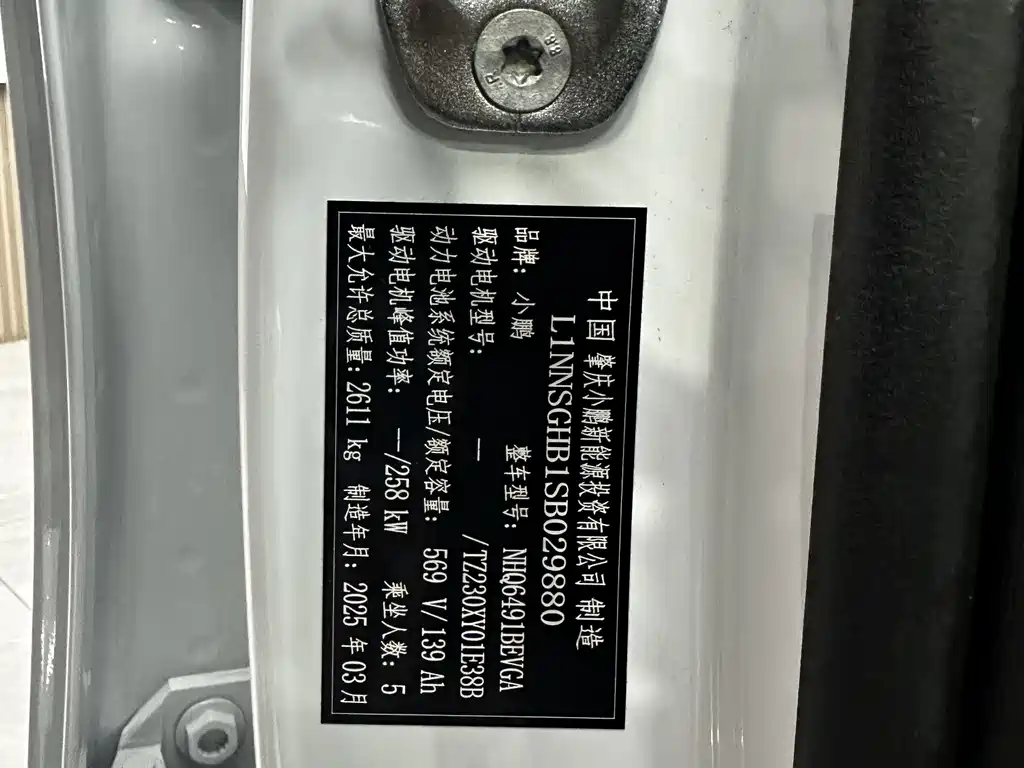 中国 肇庆小鹏新能源投资有限公司 制造
L1NNSGHB1SB029880
品牌：小鹏 整车型号：NHQ6491BEVGA
驱动电机型号： —— /TZ230XY01E38B
动力电池系统额定电压/额定容量：569 V/139 Ah
驱动电机峰值功率：—/258 kW 乘坐人数：5
最大允许总质量：2611 kg 制造年月：2025 年 03 月
88